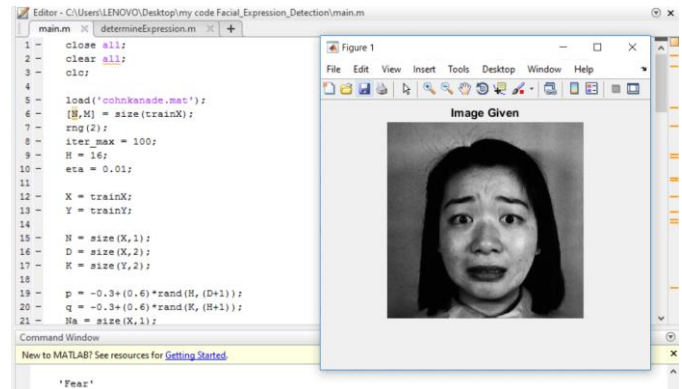 Editor - C:\Users\LENOVO\Desktop\my code Facial_Expression_Detection\main.m
main.m × determineExpression.m × +
1 - close all;
2 - clear all;
3 - clc;
4
5 - load('cohnkanade.mat');
6 - [N,M] = size(trainX);
7 - rng(2);
8 - iter_max = 100;
9 - H = 16;
10 - eta = 0.01;
11
12 - X = trainX;
13 - Y = trainY;
14
15 - N = size(X,1);
16 - D = size(X,2);
17 - K = size(Y,2);
18
19 - p = -0.3+(0.6)*rand(H,(D+1));
20 - q = -0.3+(0.6)*rand(K,(H+1));
21 - Na = size(X,1);
Figure 1
File Edit View Insert Tools Desktop Window Help
Image Given
Command Window
New to MATLAB? See resources for Getting Started.
'Fear'